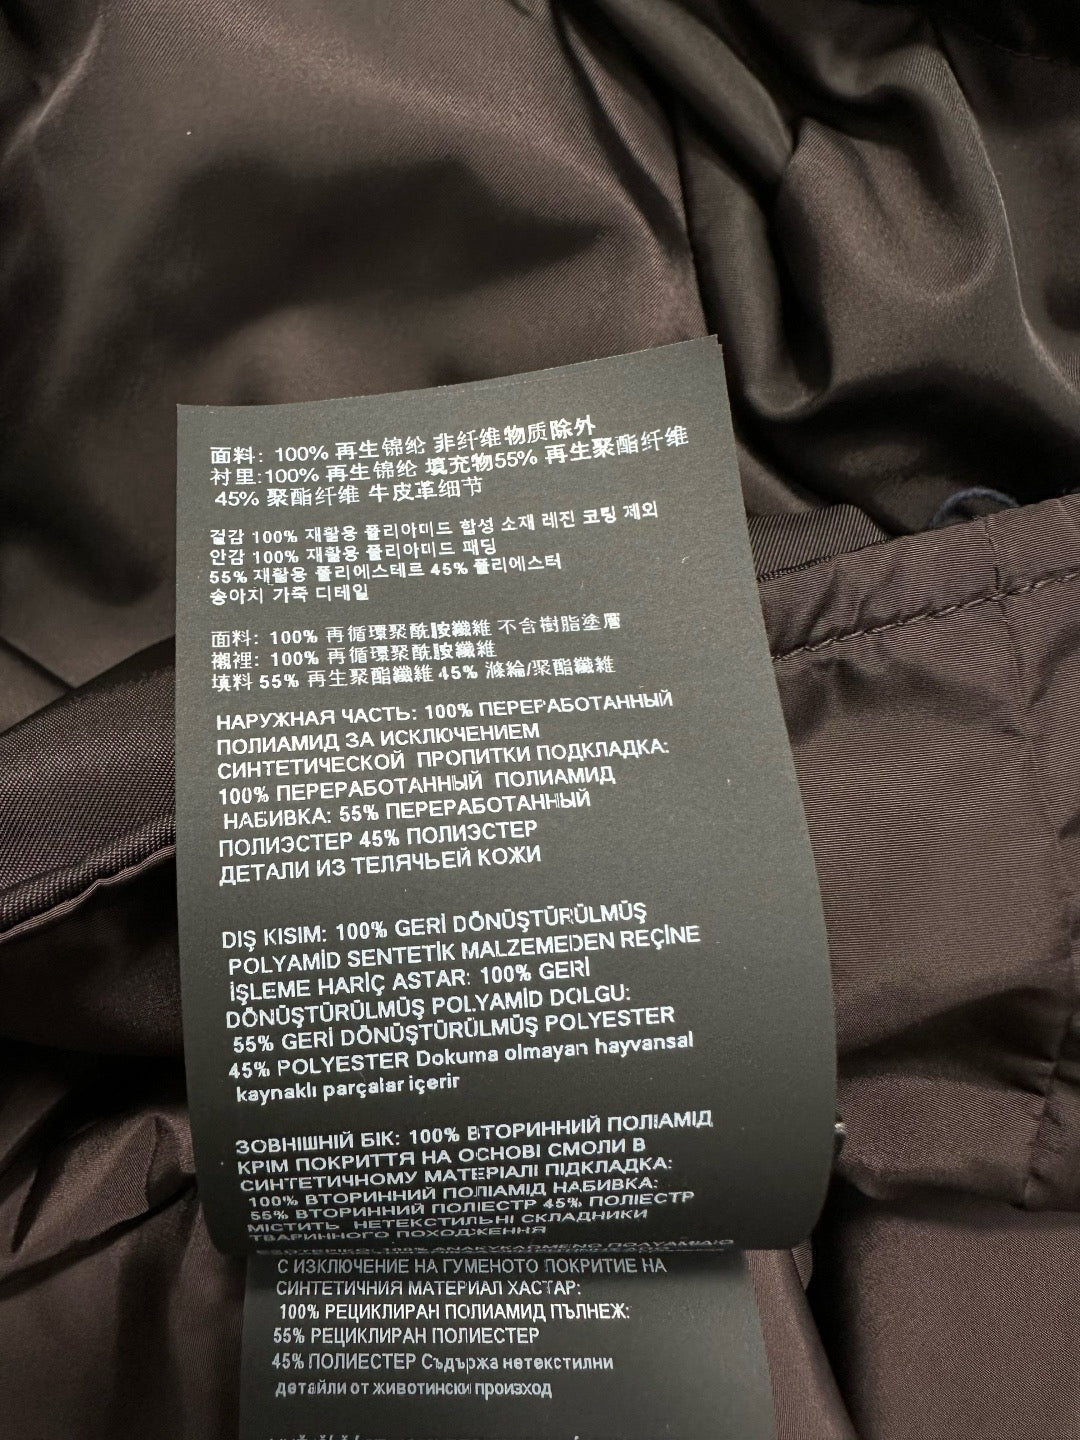 面料: 100% 再生锦纶 非纤维物质除外
衬里:100% 再生锦纶 填充物55% 再生聚酯纤维
45% 聚酯纤维 牛皮革细节
겉감 100% 재활용 폴리아미드 합성 소재 레진 코팅 제외
안감 100% 재활용 폴리아미드 패딩
55% 재활용 폴리에스테르 45% 폴리에스터
송아지 가죽 디테일
面料: 100% 再循環聚酰胺纖維 不含樹脂塗層
襯裡: 100% 再循環聚酰胺纖維
填料 55% 再生聚酯纖維 45% 滌綸/聚酯纖維
НАРУЖНАЯ ЧАСТЬ: 100% ПЕРЕРАБОТАННЫЙ
ПОЛИАМИД ЗА ИСКЛЮЧЕНИЕМ
СИНТЕТИЧЕСКОЙ ПРОПИТКИ ПОДКЛАДКА:
100% ПЕРЕРАБОТАННЫЙ ПОЛИАМИД
НАБИВКА: 55% ПЕРЕРАБОТАННЫЙ
ПОЛИЭСТЕР 45% ПОЛИЭСТЕР
ДЕТАЛИ ИЗ ТЕЛЯЧЬЕЙ КОЖИ
DIŞ KISIM: 100% GERİ DÖNÜŞTÜRÜLMÜŞ
POLYAMİD SENTETİK MALZEMEDEN REÇİNE
İŞLEME HARİÇ ASTAR: 100% GERİ
DÖNÜŞTÜRÜLMÜŞ POLYAMİD DOLGU:
55% GERİ DÖNÜŞTÜRÜLMÜŞ POLYESTER
45% POLYESTER Dokuma olmayan hayvansal
kaynaklı parçalar içerir
ЗОВНІШНІЙ БІК: 100% ВТОРИННИЙ ПОЛІАМІД
КРІМ ПОКРИТТЯ НА ОСНОВІ СМОЛИ В
СИНТЕТИЧНОМУ МАТЕРІАЛІ ПІДКЛАДКА:
100% ВТОРИННИЙ ПОЛІАМІД НАБИВКА:
55% ВТОРИННИЙ ПОЛІЕСТР 45% ПОЛІЕСТР
МІСТИТЬ НЕТЕКСТИЛЬНІ СКЛАДНИКИ
ТВАРИННОГО ПОХОДЖЕННЯ
С ИЗКЛЮЧЕНИЕ НА ГУМЕНОТО ПОКРИТИЕ НА
СИНТЕТИЧНИЯ МАТЕРИАЛ ХАСТАР:
100% РЕЦИКЛИРАН ПОЛИАМИД ПЪЛНЕЖ:
55% РЕЦИКЛИРАН ПОЛИЕСТЕР
45% ПОЛИЕСТЕР Съдържа нетекстилни
детайли от животински произход